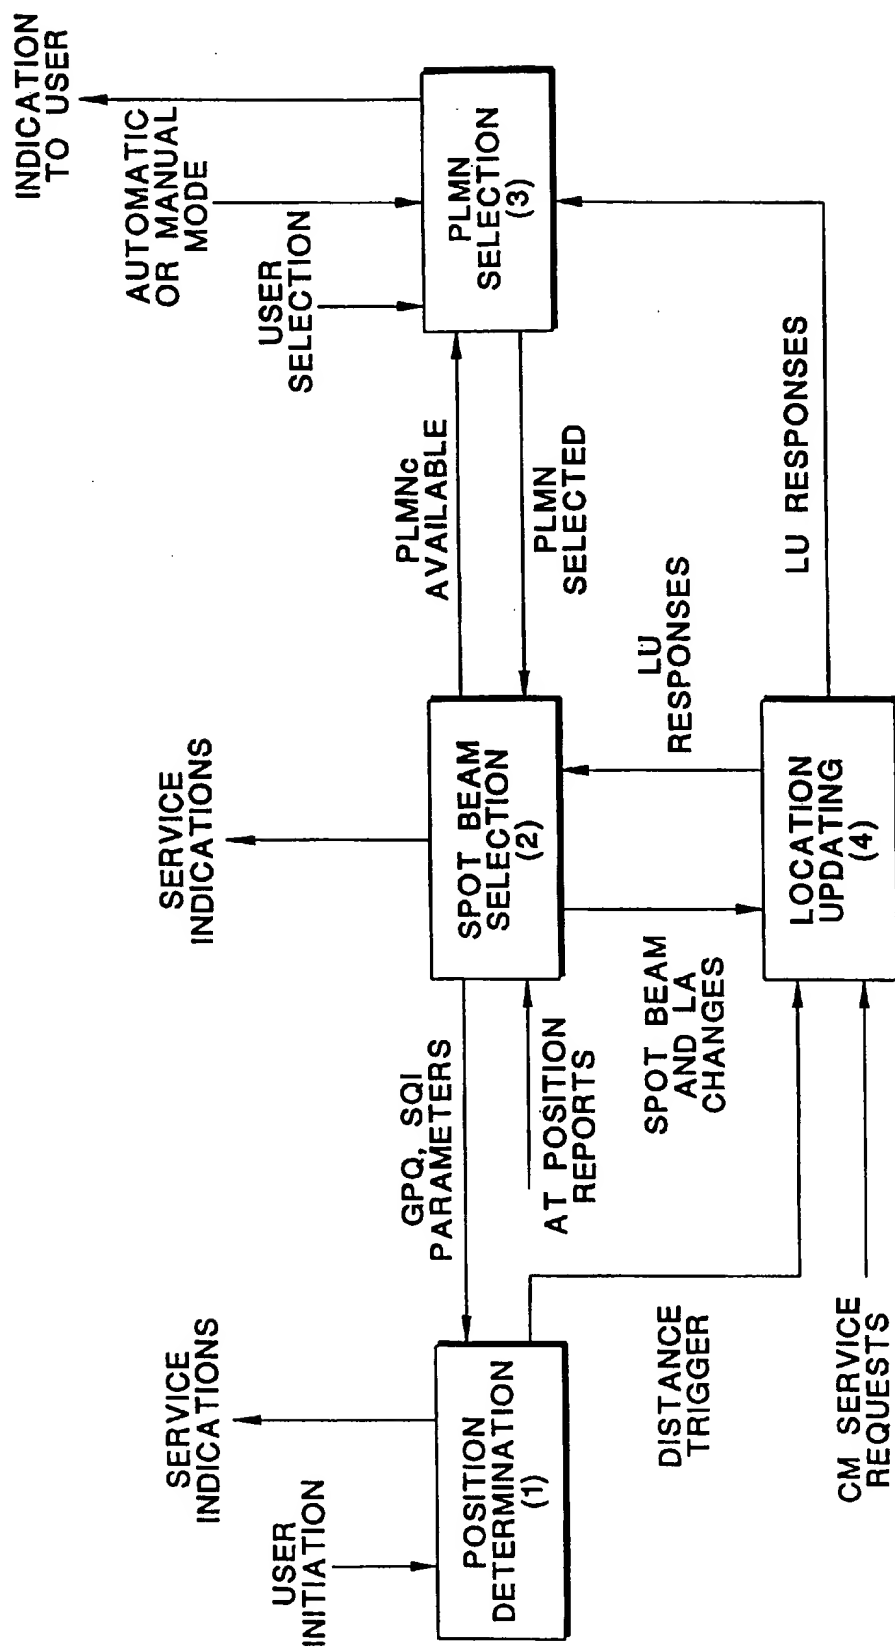 USER
INITIATION
SERVICE
INDICATIONS
POSITION
DETERMINATION
(1)
GPQ, SQI
PARAMETERS
AT POSITION
REPORTS
DISTANCE
TRIGGER
CM SERVICE
REQUESTS
SERVICE
INDICATIONS
SPOT BEAM
SELECTION
(2)
SPOT BEAM
AND LA
CHANGES
LU
RESPONSES
LOCATION
UPDATING
(4)
PLMNc
AVAILABLE
PLMN
SELECTED
LU RESPONSES
USER
SELECTION
AUTOMATIC
OR MANUAL
MODE
INDICATION
TO USER
PLMN
SELECTION
(3)